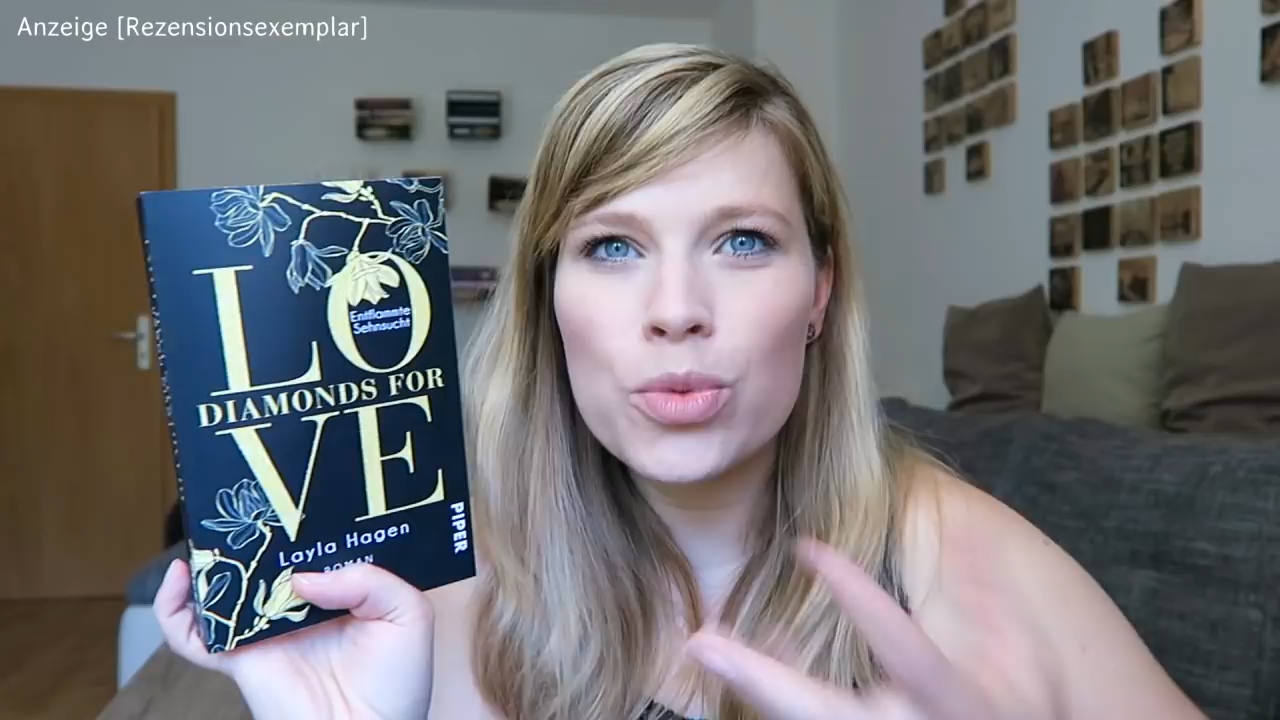 Anzeige [Rezensionsexemplar]
LO
Entflammte
Sehnsucht
DIAMONDS FOR
VE
Layla Hagen
ROMAN
PIPER